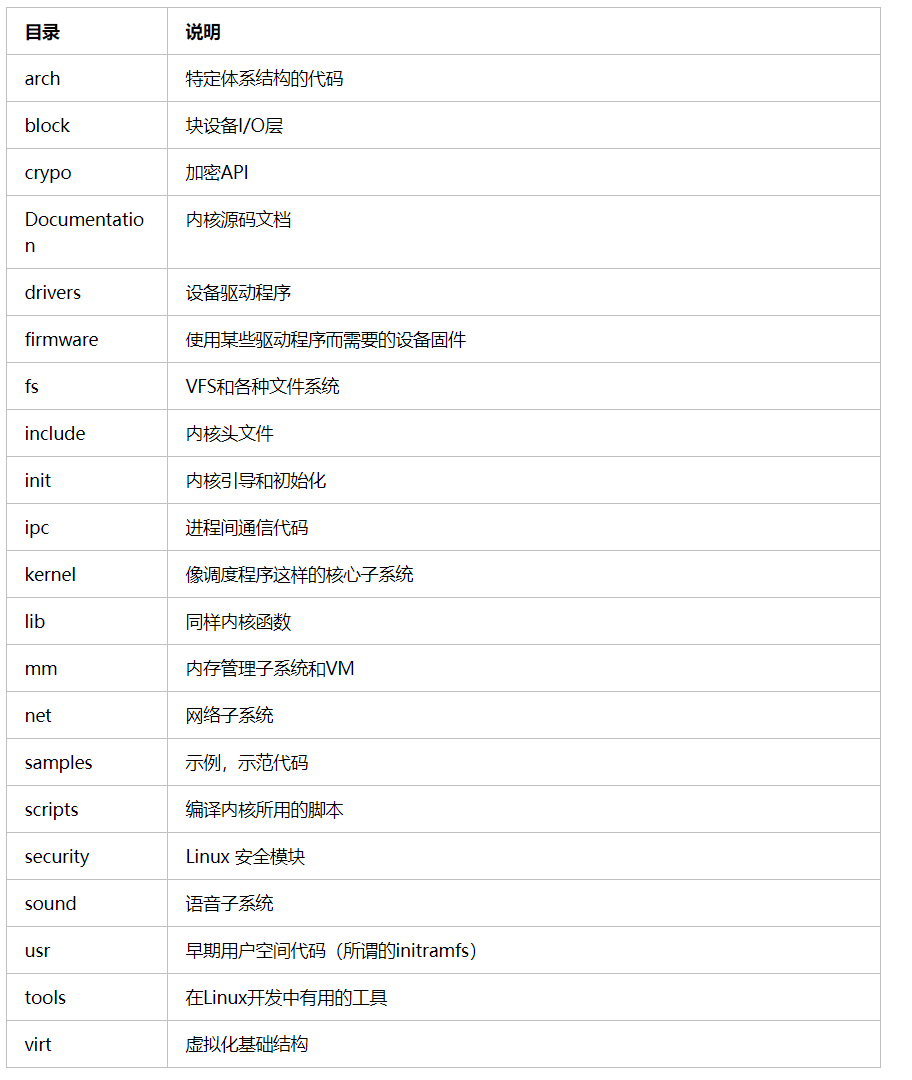 目录 说明
arch 特定体系结构的代码
block 块设备I/O层
crypo 加密API
Documentatio 内核源码文档
n
drivers 设备驱动程序
firmware 使用某些驱动程序而需要的设备固件
fs VFS和各种文件系统
include 内核头文件
init 内核引导和初始化
ipc 进程间通信代码
kernel 像调度程序这样的核心子系统
lib 同样内核函数
mm 内存管理子系统和VM
net 网络子系统
samples 示例，示范代码
scripts 编译内核所用的脚本
security Linux 安全模块
sound 语音子系统
usr 早期用户空间代码（所谓的initramfs）
tools 在Linux开发中有用的工具
virt 虚拟化基础结构